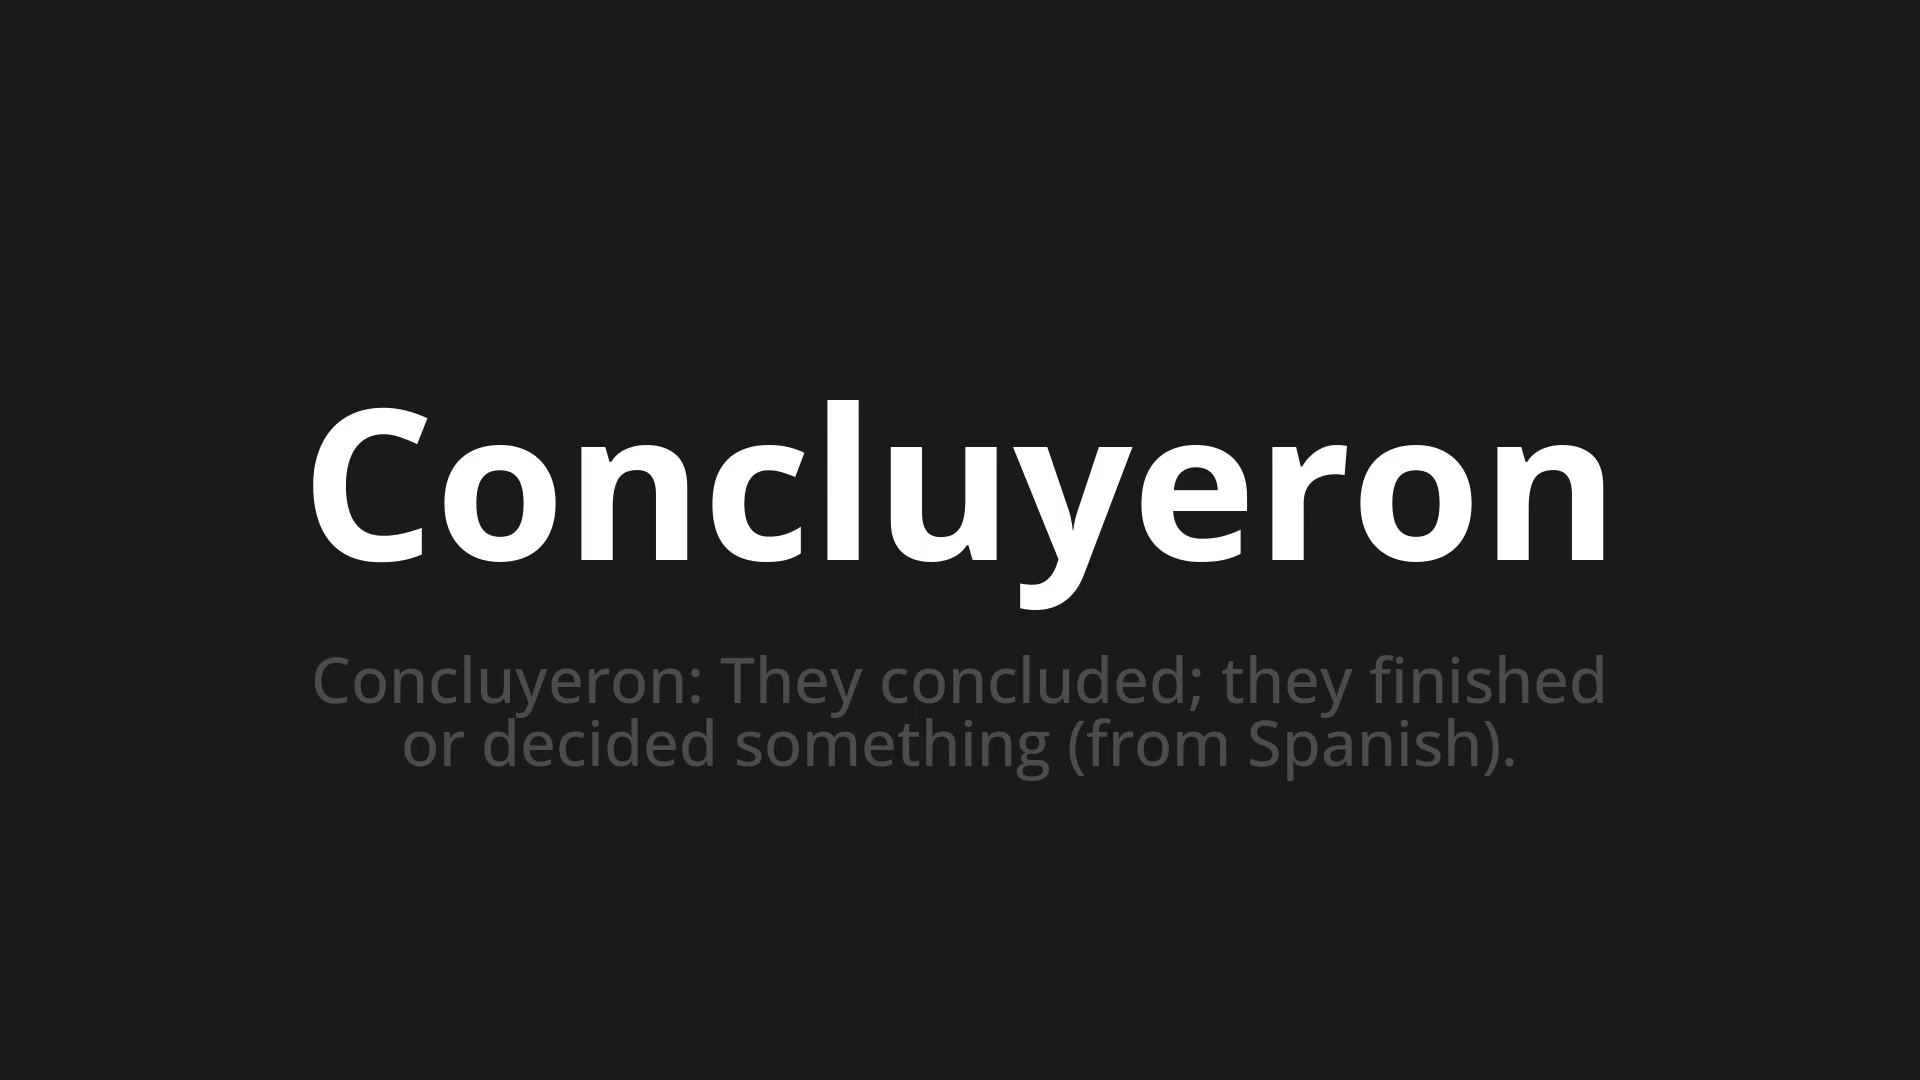 Concluyeron
Concluyeron: They concluded; they finished
or decided something (from Spanish).